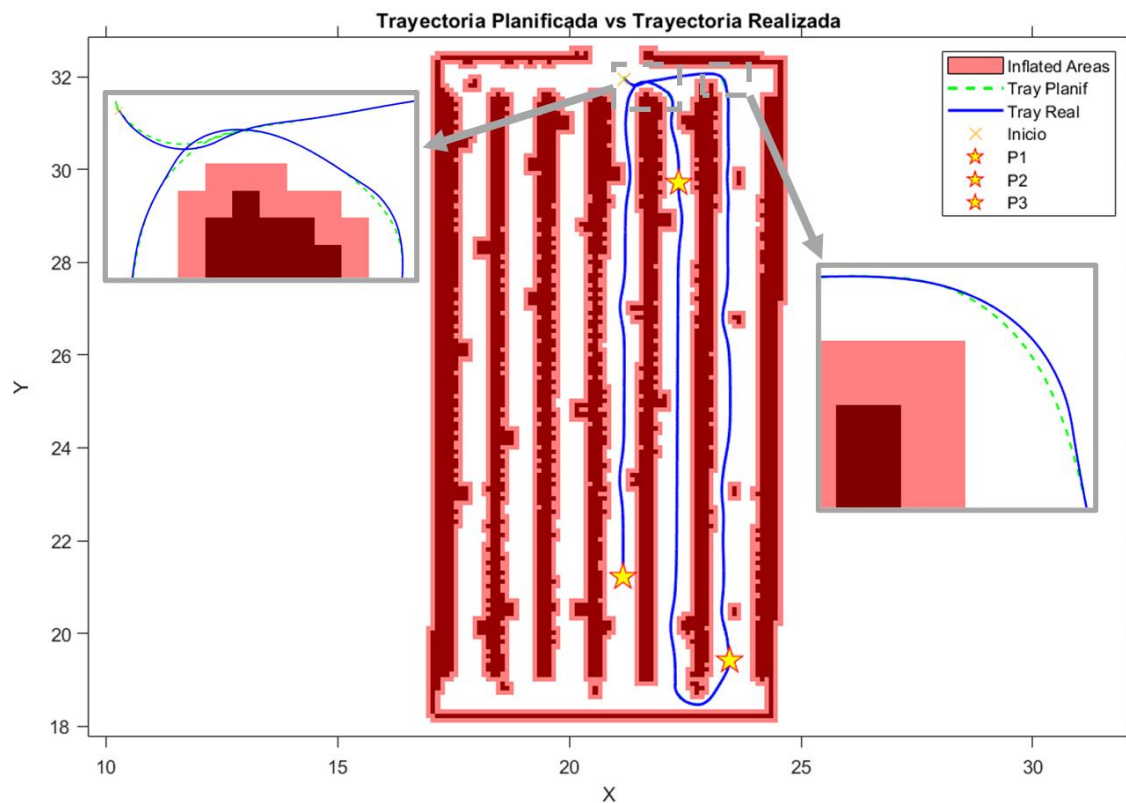 Trayectoria Planificada vs Trayectoria Realizada
32
30
28
26
24
22
20
18
Y
10
15
20
25
30
X
Inflated Areas
Tray Planif
Tray Real
Inicio
P1
P2
P3